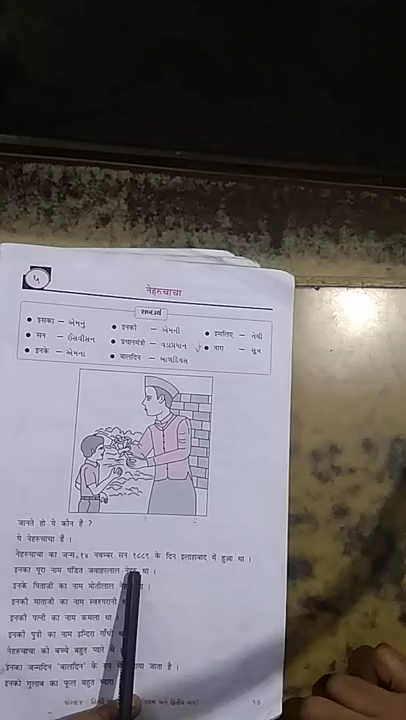 ५
नेहरुचाचा
शब्दार्थ
• इसका – એમનું • इनकी – એમની • इसलिए – તેથી
• सन – ઈસવીસન • प्रधानमंत्री – વડાપ્રધાન
• इनके – એમના • बालदिन – બાળદિવસ
जानते हो ये कौन हैं ?
ये नेहरुचाचा हैं ।
नेहरुचाचा का जन्म १४ नवम्बर सन १८८९ के दिन इलाहाबाद में हुआ था ।
इनका पूरा नाम पंडित जवाहरलाल नेहरु था ।
इनके पिताजी का नाम मोतीलाल
इनकी माताजी का नाम स्वरुपरानी
इनकी पत्नी का नाम कमला था ।
इनकी पुत्री का नाम इन्दिरा गाँधी
नेहरुचाचा को बच्चे बहुत प्यारे थे
इनका जन्मदिन 'बालदिन' के रुप में मनाया जाता है ।
इनको गुलाब का फूल बहुत प्यारा